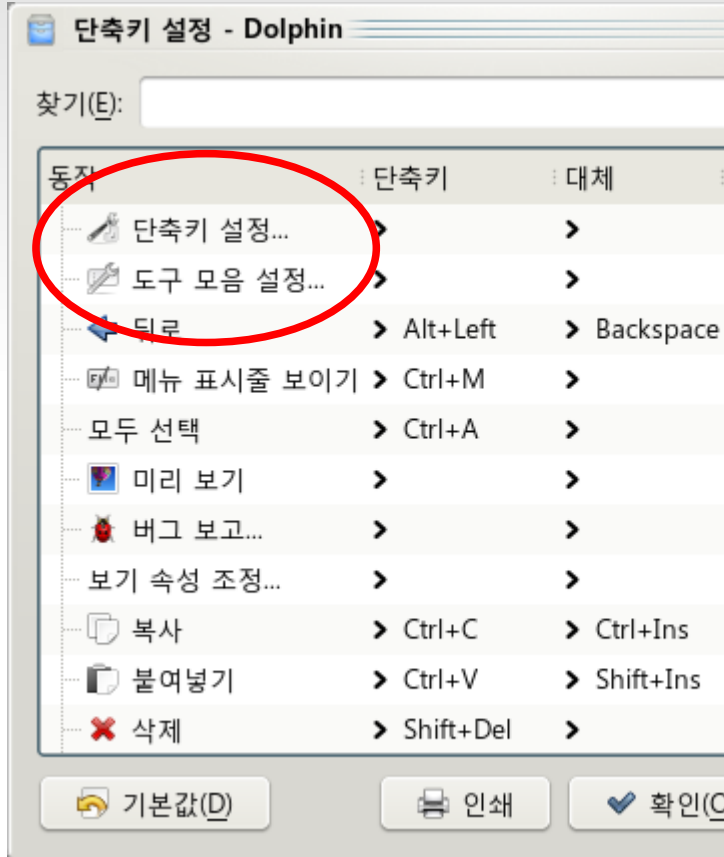 단축키 설정 - Dolphin
찾기(E):
동작 단축키 대체
단축키 설정...
도구 모음 설정...
뒤로 Alt+Left Backspace
메뉴 표시줄 보이기 Ctrl+M
모두 선택 Ctrl+A
미리 보기
버그 보고...
보기 속성 조정...
복사 Ctrl+C Ctrl+Ins
붙여넣기 Ctrl+V Shift+Ins
삭제 Shift+Del
기본값(D) 인쇄 확인(O